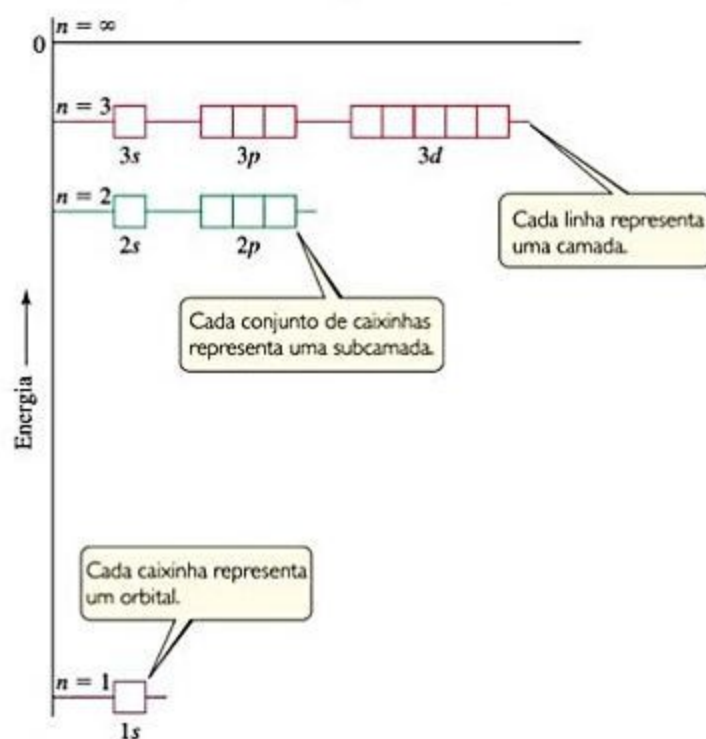 n = ∞
0
n = 3
3s 3p 3d
n = 2
2s 2p
Cada linha representa
uma camada.
Cada conjunto de caixinhas
representa uma subcamada.
Energia
Cada caixinha representa
um orbital.
n = 1
1s